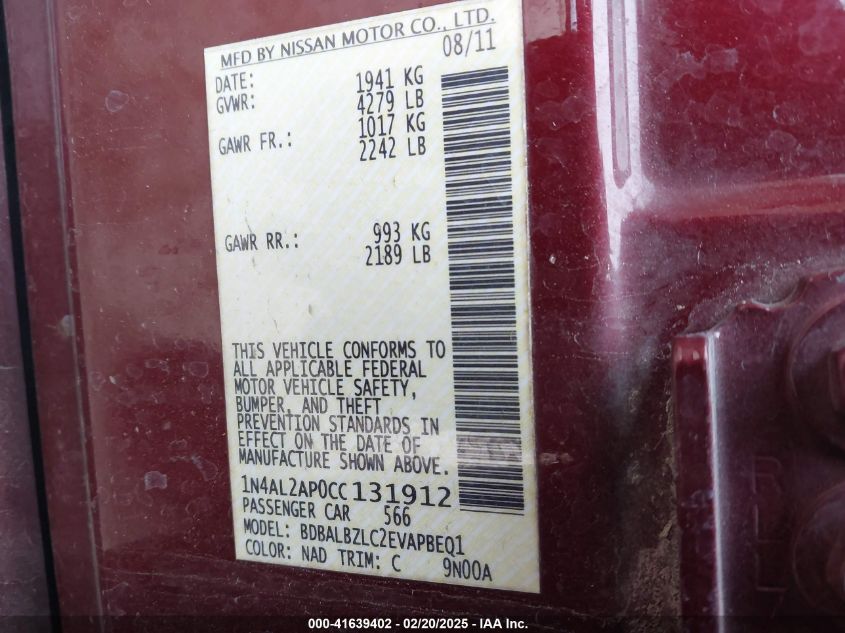 MFD BY NISSAN MOTOR CO., LTD.
DATE: 08/11
GVWR: 1941 KG
4279 LB
GAWR FR.: 1017 KG
2242 LB
GAWR RR.: 993 KG
2189 LB
THIS VEHICLE CONFORMS TO
ALL APPLICABLE FEDERAL
MOTOR VEHICLE SAFETY,
BUMPER, AND THEFT
PREVENTION STANDARDS IN
EFFECT ON THE DATE OF
MANUFACTURE SHOWN ABOVE.
1N4AL2AP0CC131912
PASSENGER CAR 566
MODEL: BDBALBZLC2EVAPBEQ1
COLOR: NAD TRIM: C 9N00A
000-41639402 - 02/20/2025 - IAA Inc.